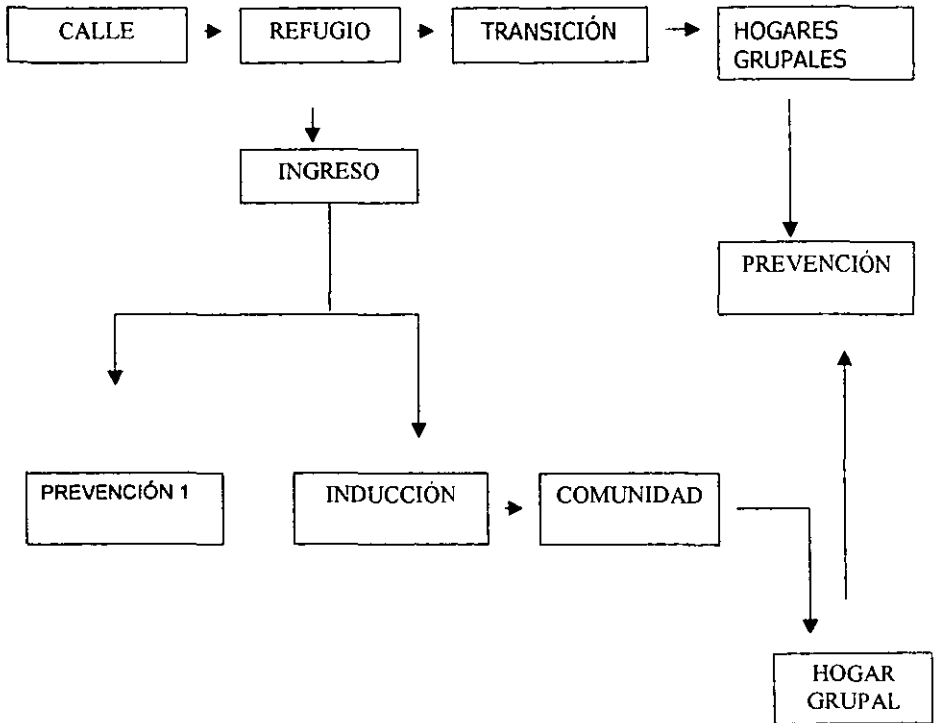 CALLE
REFUGIO
TRANSICIÓN
HOGARES
GRUPALES
INGRESO
PREVENCIÓN
PREVENCIÓN 1
INDUCCIÓN
COMUNIDAD
HOGAR
GRUPAL